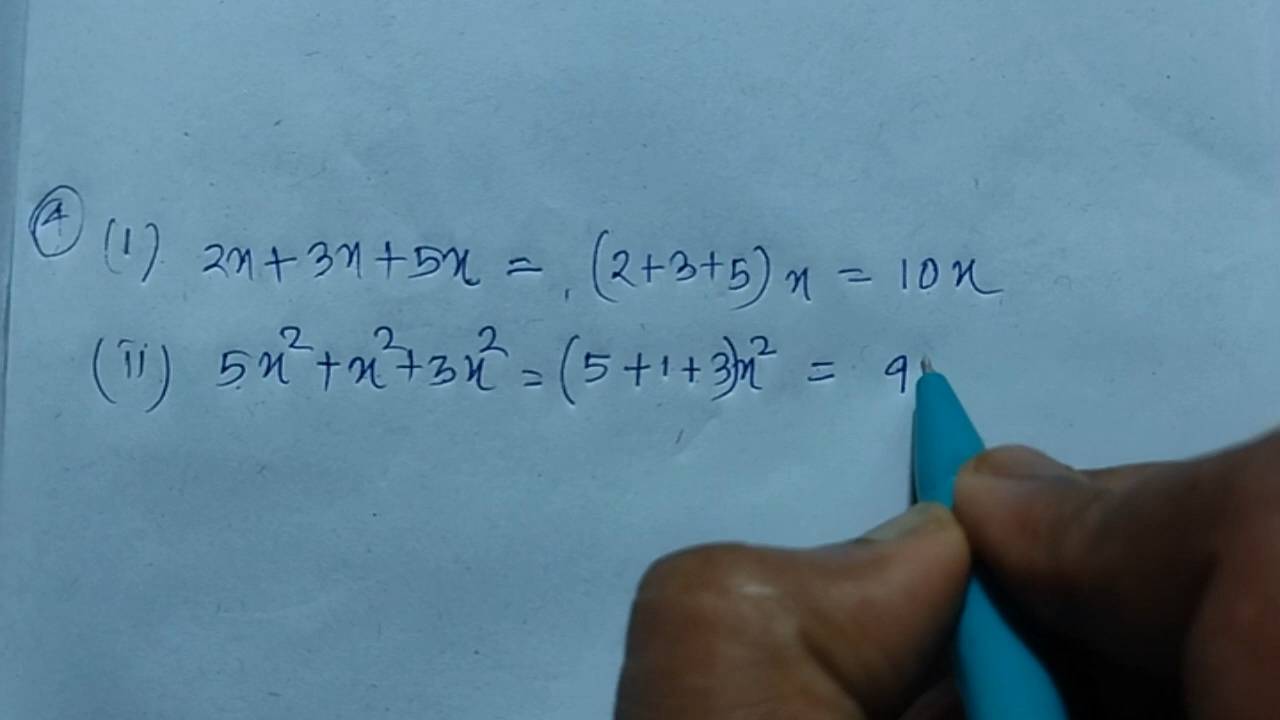 4 (i) 2x+3x+5x = (2+3+5)x = 10x
(ii) 5x²+x²+3x² = (5+1+3)x² = 9